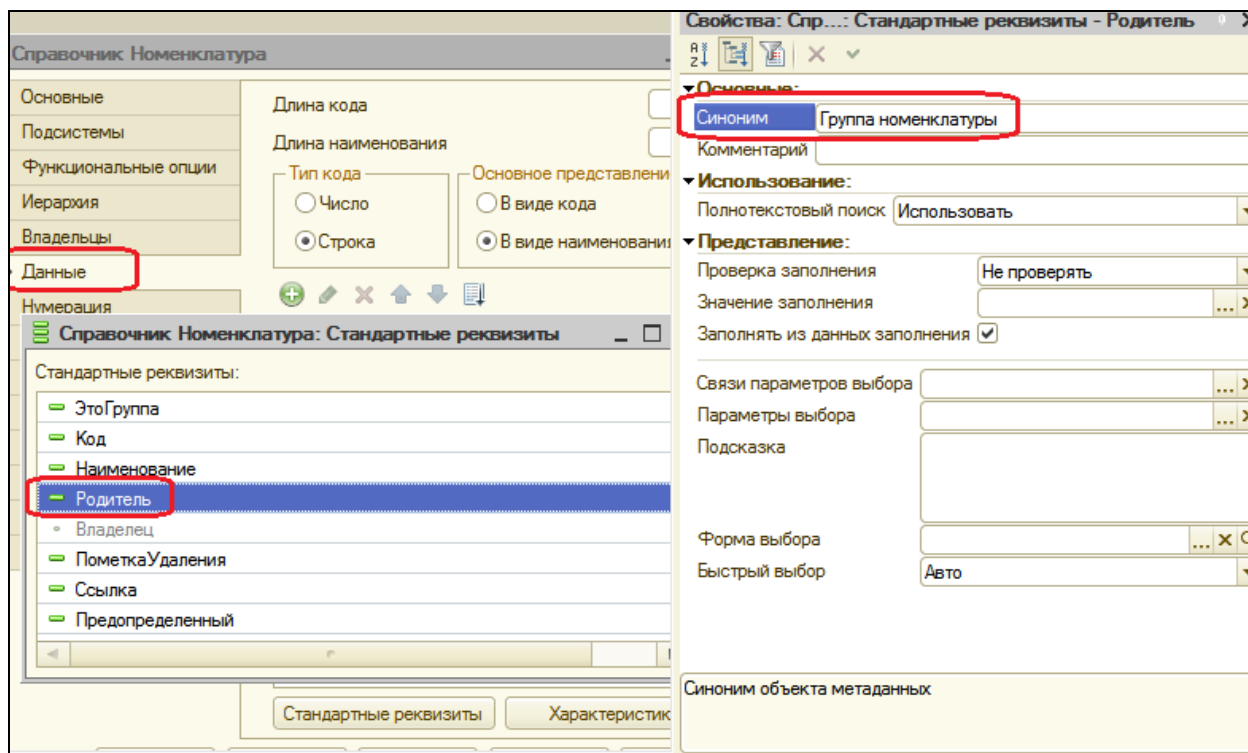 Справочник Номенклатура
Основные
Подсистемы
Функциональные опции
Иерархия
Владельцы
Данные
Нумерация
Длина кода
Длина наименования
Тип кода
Число
Строка
Основное представлени
В виде кода
В виде наименования
Справочник Номенклатура: Стандартные реквизиты
Стандартные реквизиты:
ЭтоГруппа
Код
Наименование
Родитель
Владелец
ПометкаУдаления
Ссылка
Предопределенный
Стандартные реквизиты
Характеристик
Свойства: Спр...: Стандартные реквизиты - Родитель
Основные:
Синоним Группа номенклатуры
Комментарий
Использование:
Полнотекстовый поиск Использовать
Представление:
Проверка заполнения Не проверять
Значение заполнения
Заполнять из данных заполнения
Связи параметров выбора
Параметры выбора
Подсказка
Форма выбора
Быстрый выбор Авто
Синоним объекта метаданных